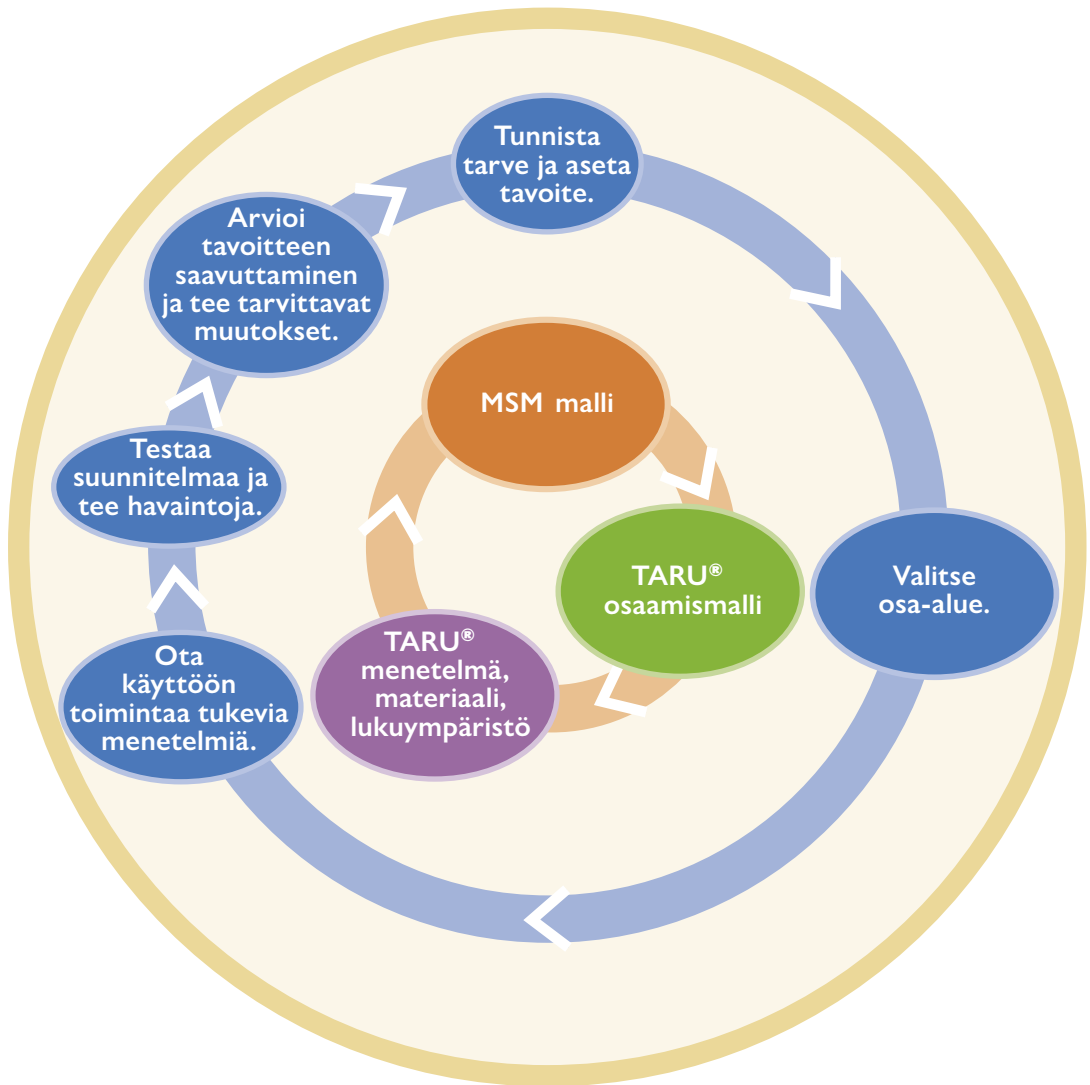 Tunnista
tarve ja aseta
tavoite.
Valitse
osa-alue.
Ota
käyttöön
toimintaa tukevia
menetelmiä.
Testaa
suunnitelmaa ja
tee havaintoja.
Arvioi
tavoitteen
saavuttaminen
ja tee tarvittavat
muutokset.
MSM malli
TARU®
osaamismalli
TARU®
menetelmä,
materiaali,
lukuympäristö